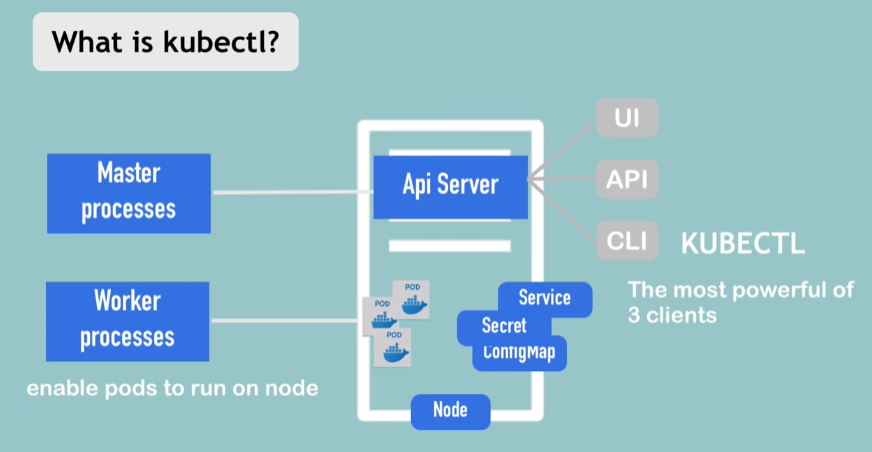 What is kubectl?
Master
processes
Api Server
UI
API
CLI
KUBECTL
The most powerful of
3 clients
Worker
processes
enable pods to run on node
POD
POD
POD
Service
Secret
ConfigMap
Node